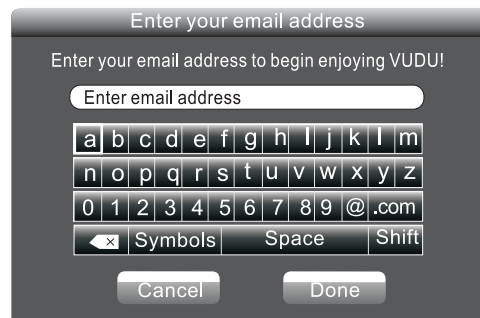 Enter your email address
Enter your email address to begin enjoying VUDU!
Enter email address
a b c d e f g h I j k l m
n o p q r s t u v w x y z
0 1 2 3 4 5 6 7 8 9 @ .com
× Symbols Space Shift
Cancel Done